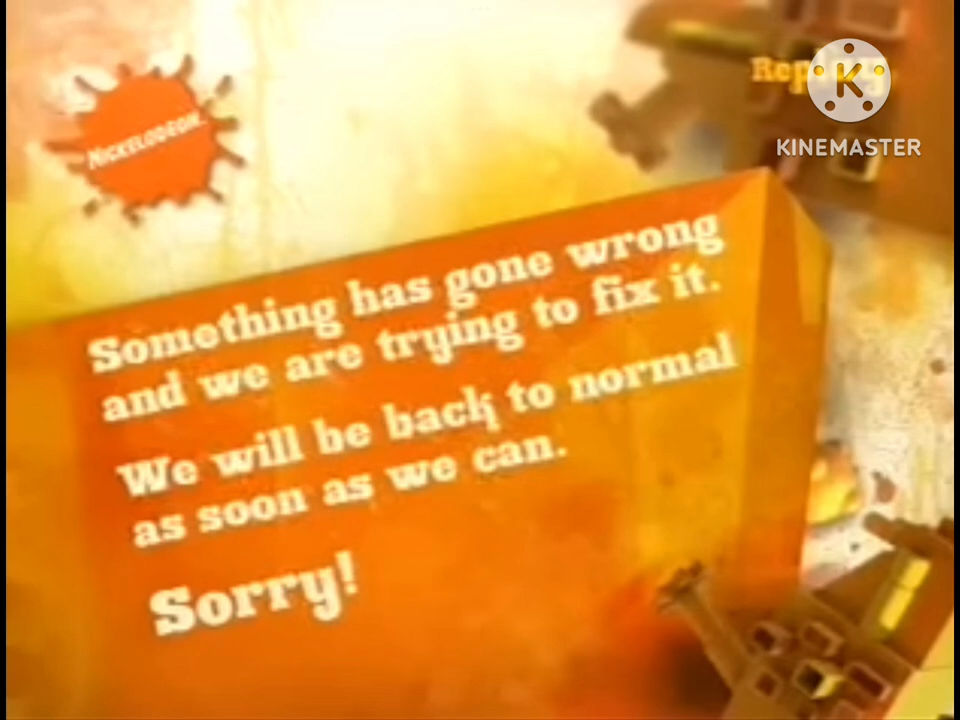 NICKELODEON
KINEMASTER
Something has gone wrong
and we are trying to fix it.
We will be back to normal
as soon as we can.
Sorry!